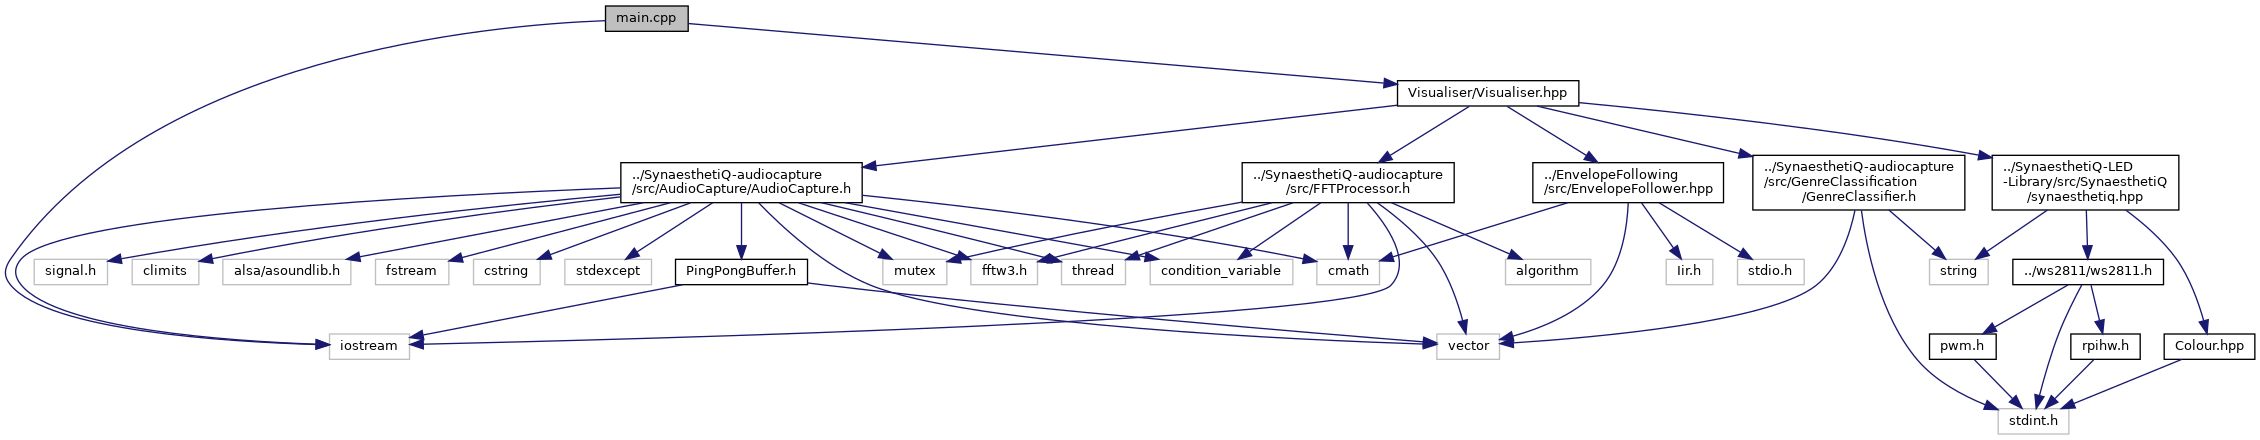 main.cpp
Visualiser/Visualiser.hpp
../SynaesthetiQ-audiocapture
/src/AudioCapture/AudioCapture.h
../SynaesthetiQ-audiocapture
/src/FFTProcessor.h
../EnvelopeFollowing
/src/EnvelopeFollower.hpp
../SynaesthetiQ-audiocapture
/src/GenreClassification
/GenreClassifier.h
../SynaesthetiQ-LED
-Library/src/SynaesthetiQ
/synaesthetiq.hpp
signal.h
climits
alsa/asoundlib.h
fstream
cstring
stdexcept
PingPongBuffer.h
mutex
fftw3.h
thread
condition_variable
cmath
algorithm
Iir.h
stdio.h
string
../ws2811/ws2811.h
iostream
vector
pwm.h
rpihw.h
Colour.hpp
stdint.h